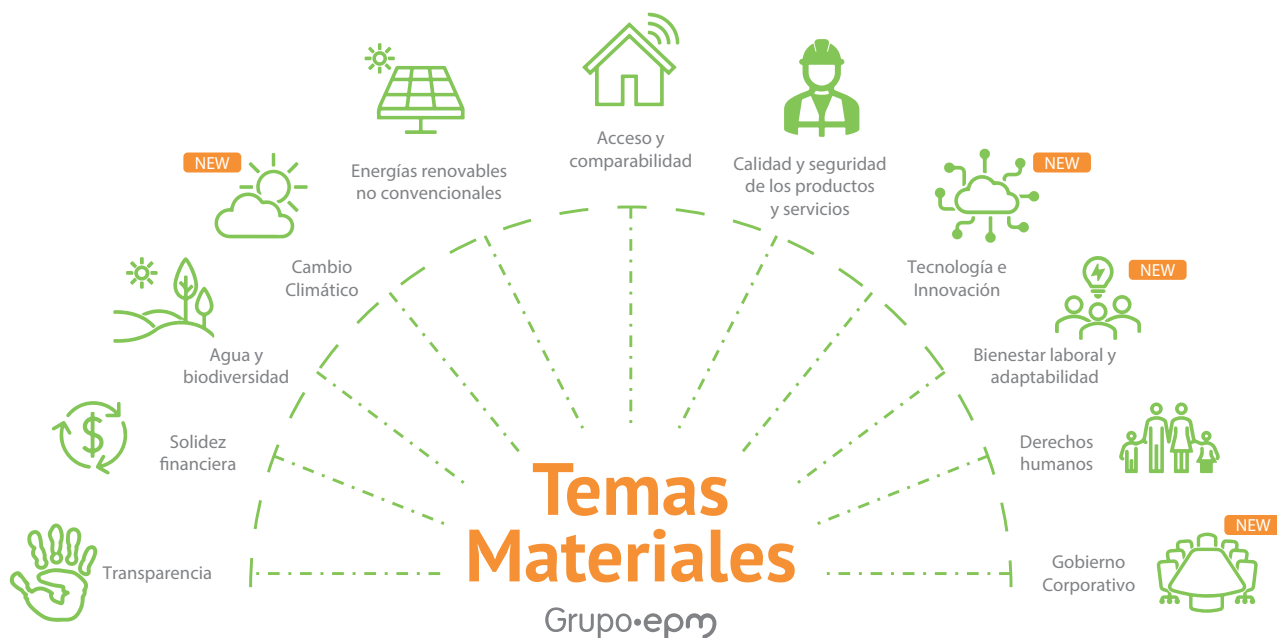 Acceso y
comparabilidad
Calidad y seguridad
de los productos
y servicios
Energías renovables
no convencionales
NEW
Cambio
Climático
NEW
Tecnología e
Innovación
NEW
Bienestar laboral y
adaptabilidad
Agua y
biodiversidad
Solidez
financiera
Derechos
humanos
Transparencia
NEW
Gobierno
Corporativo
$
Temas
Materiales
Grupo•epm